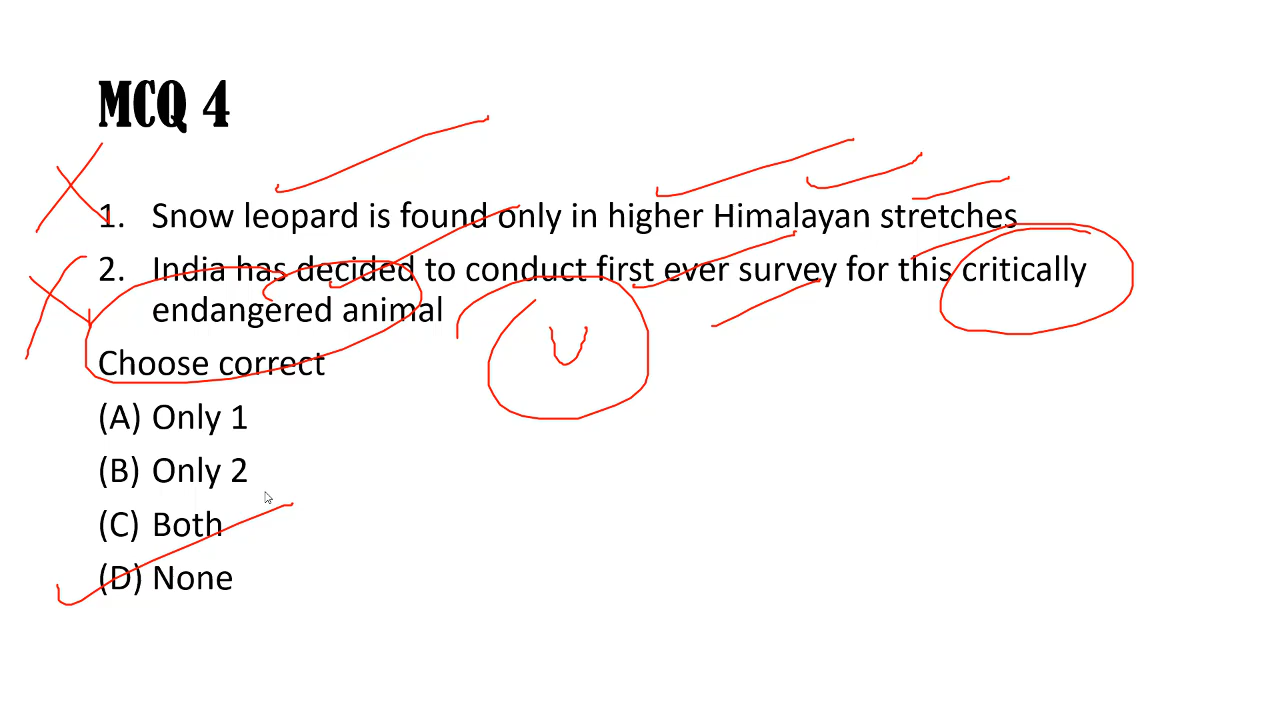 MCQ 4
1. Snow leopard is found only in higher Himalayan stretches
2. India has decided to conduct first ever survey for this critically
endangered animal
U
Choose correct
(A) Only 1
(B) Only 2
(C) Both
(D) None